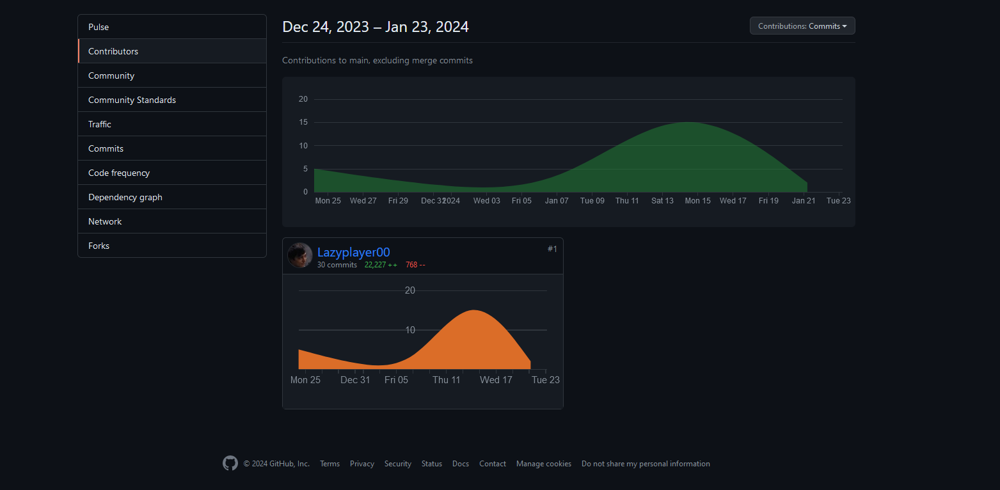 Pulse
Contributors
Community
Community Standards
Traffic
Commits
Code frequency
Dependency graph
Network
Forks
Dec 24, 2023 – Jan 23, 2024
Contributions: Commits
Contributions to main, excluding merge commits
20
15
10
5
0
Mon 25 Wed 27 Fri 29 Dec 31 2024 Wed 03 Fri 05 Jan 07 Tue 09 Thu 11 Sat 13 Mon 15 Wed 17 Fri 19 Jan 21 Tue 23
Lazyplayer00 #1
30 commits 22,227 ++ 768 --
20
10
Mon 25 Dec 31 Fri 05 Thu 11 Wed 17 Tue 23
© 2024 GitHub, Inc. Terms Privacy Security Status Docs Contact Manage cookies Do not share my personal information